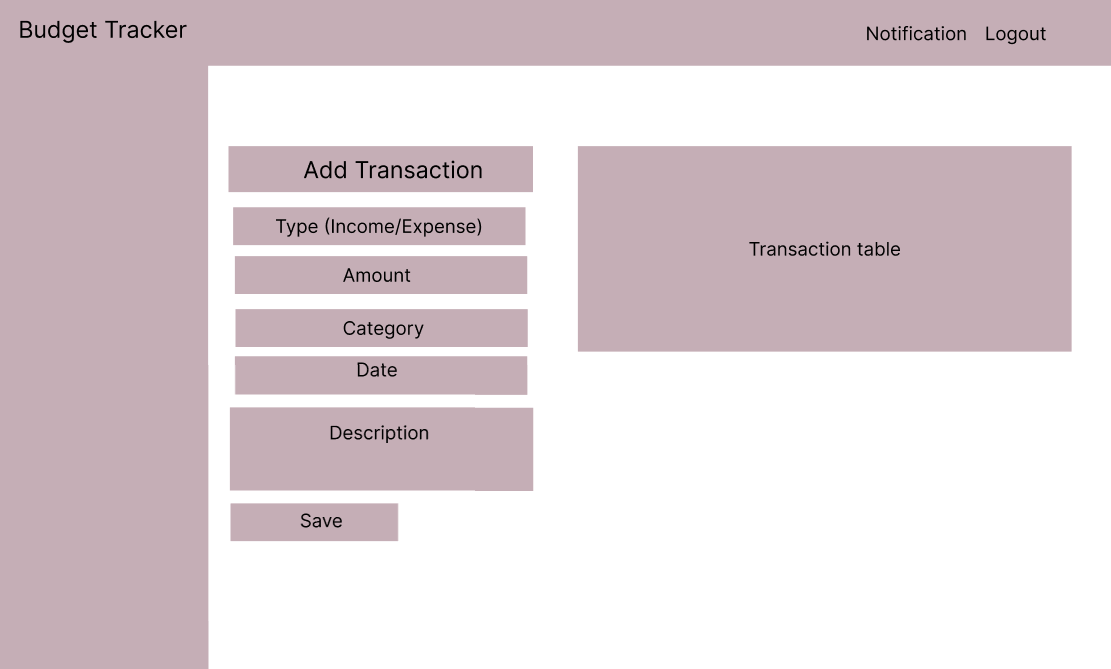 Budget Tracker
Notification
Logout
Add Transaction
Type (Income/Expense)
Amount
Category
Date
Description
Save
Transaction table